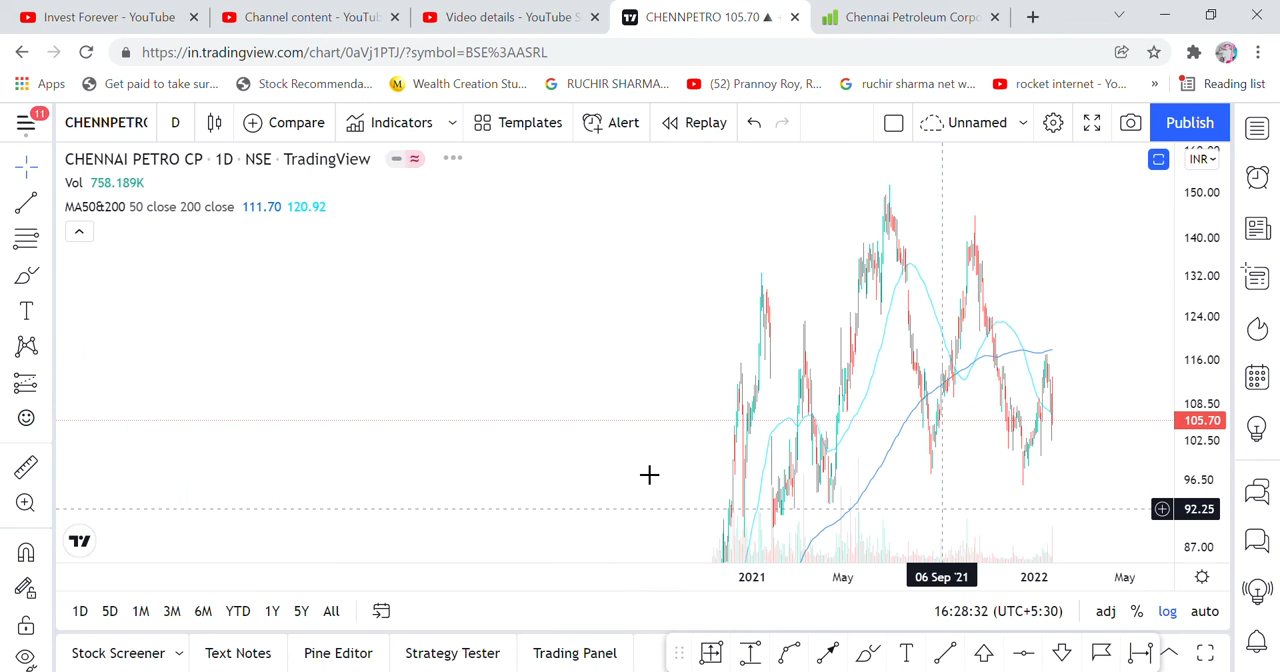 Invest Forever - YouTube
Channel content - YouTu
Video details - YouTube S
CHENNPETRO 105.70 ▲
Chennai Petroleum Corpo
https://in.tradingview.com/chart/0aVj1PTJ/?symbol=BSE%3AASRL
Apps
Get paid to take sur...
Stock Recommenda...
Wealth Creation Stu...
RUCHIR SHARMA...
(52) Prannoy Roy, R...
ruchir sharma net w...
rocket internet - Yo...
»
Reading list
11
CHENNPETRO
D
Compare
Indicators
Templates
Alert
Replay
Unnamed
Publish
CHENNAI PETRO CP · 1D · NSE · TradingView
INR
Vol 758.189K
MA50&200 50 close 200 close 111.70 120.92
160.00
150.00
140.00
132.00
124.00
116.00
108.50
105.70
102.50
96.50
92.25
87.00
2021
May
06 Sep '21
2022
May
1D 5D 1M 3M 6M YTD 1Y 5Y All
16:28:32 (UTC+5:30)
adj % log auto
Stock Screener
Text Notes
Pine Editor
Strategy Tester
Trading Panel